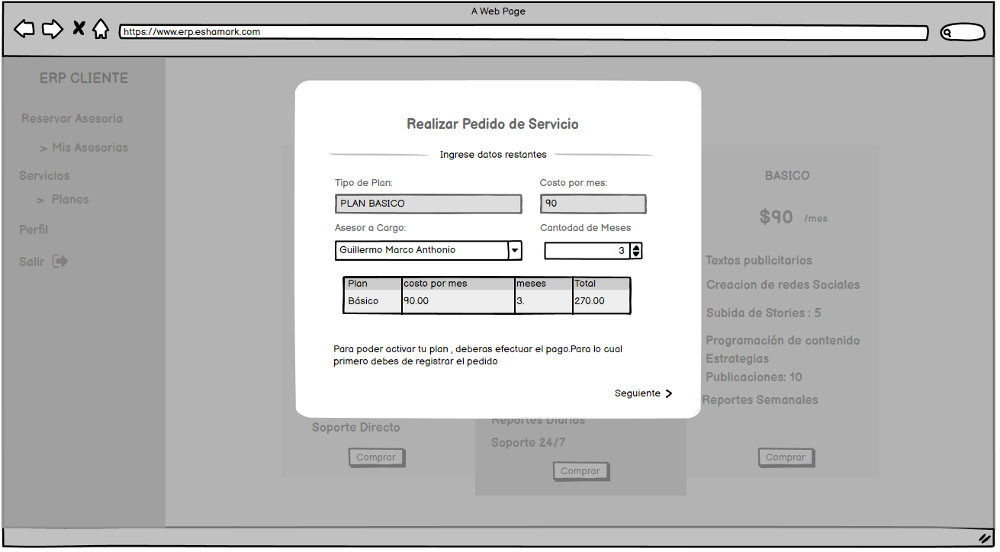 A Web Page
https://www.erp.eshamark.com
ERP CLIENTE
Reservar Asesoria
> Mis Asesorias
Servicios
> Planes
Perfil
Salir
Realizar Pedido de Servicio
Ingrese datos restantes
Tipo de Plan: Costo por mes:
PLAN BASICO 90
Asesor a Cargo: Cantodad de Meses
Guillermo Marco Anthonio 3
Plan costo por mes meses Total
Básico 90.00 3. 270.00
Para poder activar tu plan , deberas efectuar el pago.Para lo cual
primero debes de registrar el pedido
Seguiente
Soporte Directo
Comprar
Reportes Diarios
Soporte 24/7
Comprar
BASICO
$90 /mes
Textos publicitarios
Creacion de redes Sociales
Subida de Stories : 5
Programación de contenido
Estrategias
Publicaciones: 10
Reportes Semanales
Comprar